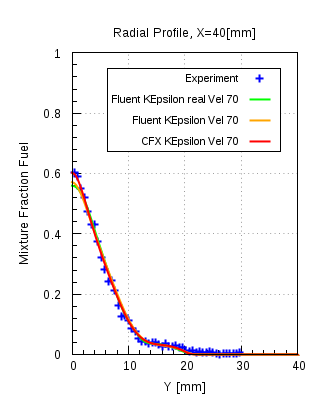 Radial Profile, X=40[mm]
1
0.8
0.6
0.4
0.2
0
Mixture Fraction Fuel
Experiment
Fluent KEpsilon real Vel 70
Fluent KEpsilon Vel 70
CFX KEpsilon Vel 70
0 10 20 30 40
Y [mm]